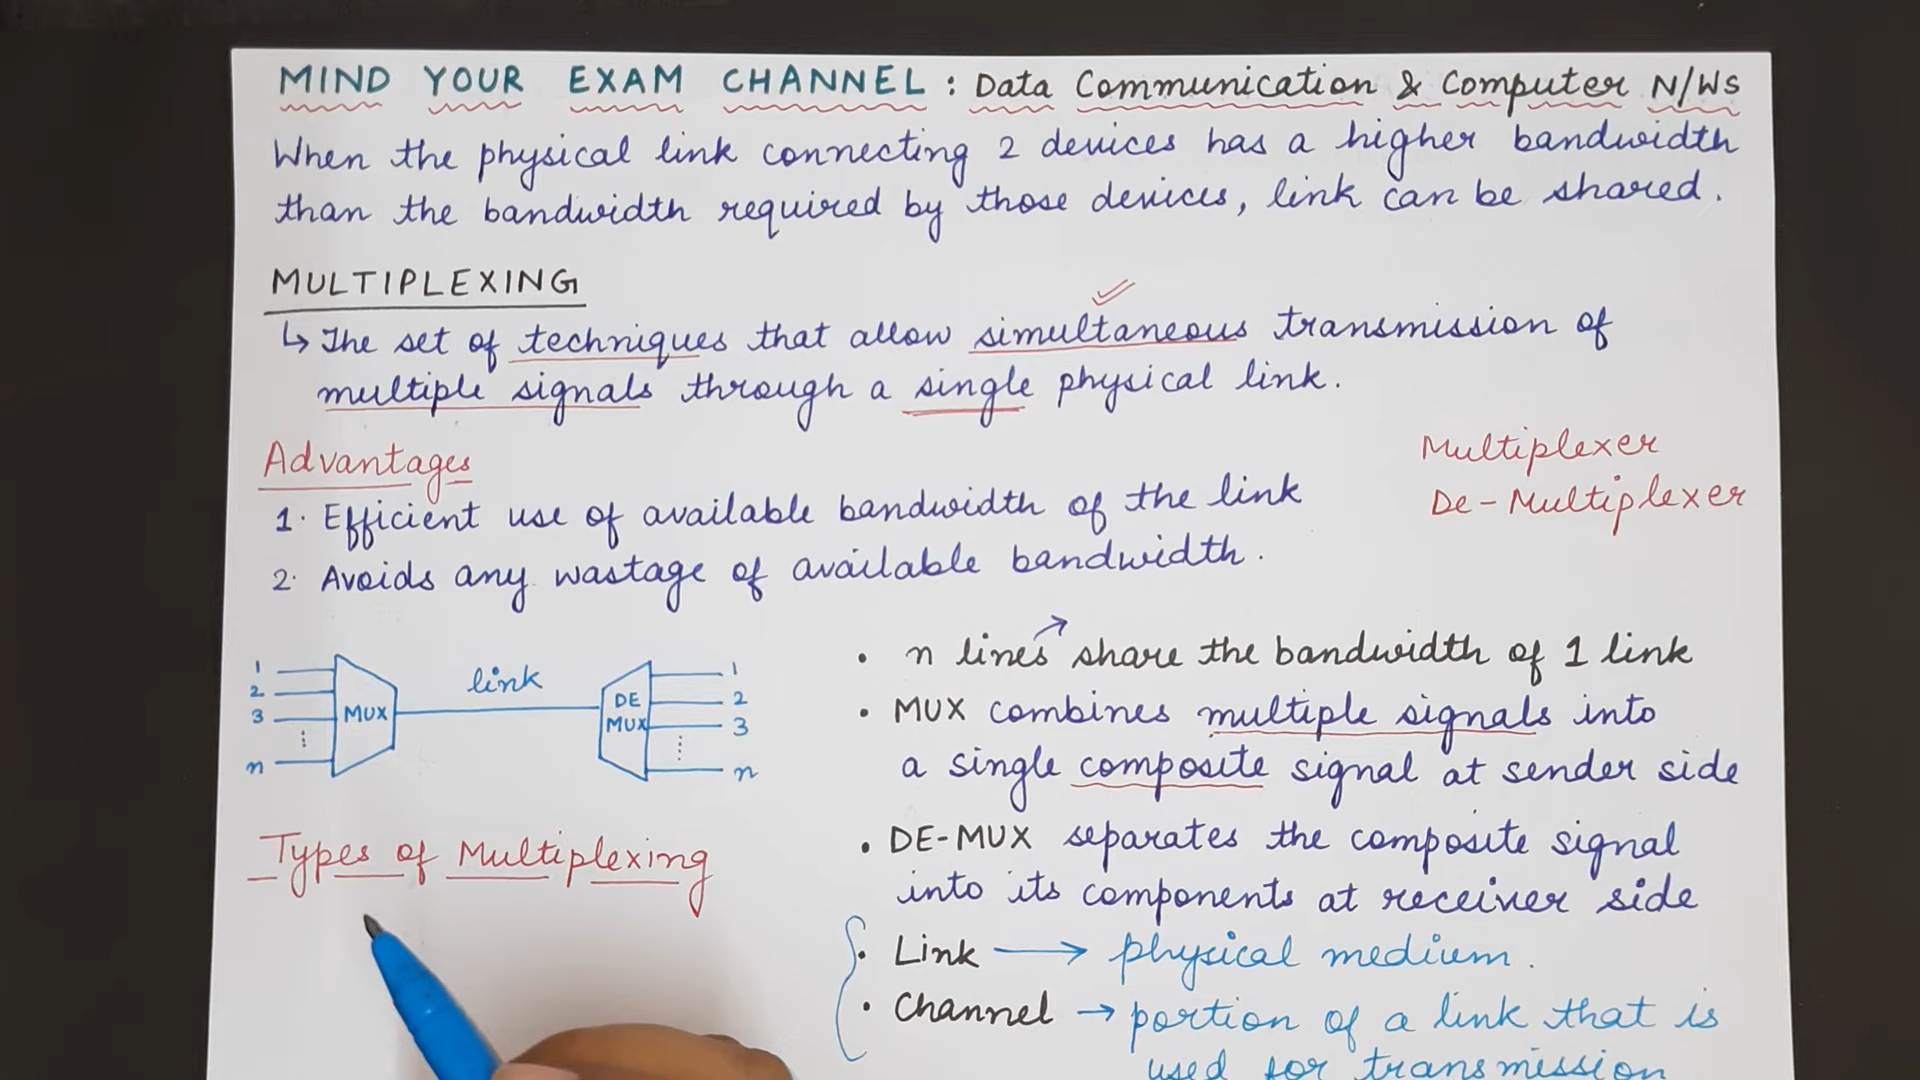 MIND YOUR EXAM CHANNEL : Data Communication & Computer N/Ws
When the physical link connecting 2 devices has a higher bandwidth
than the bandwidth required by those devices, link can be shared.
MULTIPLEXING
↳ The set of techniques that allow simultaneous transmission of
multiple signals through a single physical link.
Advantages
1. Efficient use of available bandwidth of the link
2. Avoids any wastage of available bandwidth.
Multiplexer
De-Multiplexer
1
2
3
n
MUX
link
DE
MUX
1
2
3
n
• n lines share the bandwidth of 1 link
• MUX combines multiple signals into
a single composite signal at sender side
• DE-MUX separates the composite signal
into its components at receiver side
• Link → physical medium.
• Channel → portion of a link that is
used for transmission
Types of Multiplexing